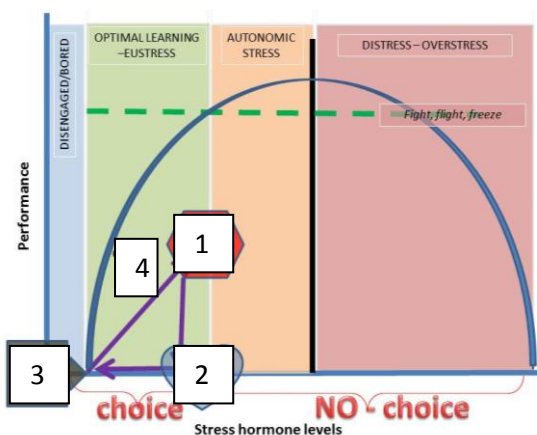 OPTIMAL LEARNING
–EUSTRESS
AUTONOMIC
STRESS
DISTRESS – OVERSTRESS
DISENGAGED/BORED
Fight, flight, freeze
Performance
1
4
3
2
choice
NO - choice
Stress hormone levels